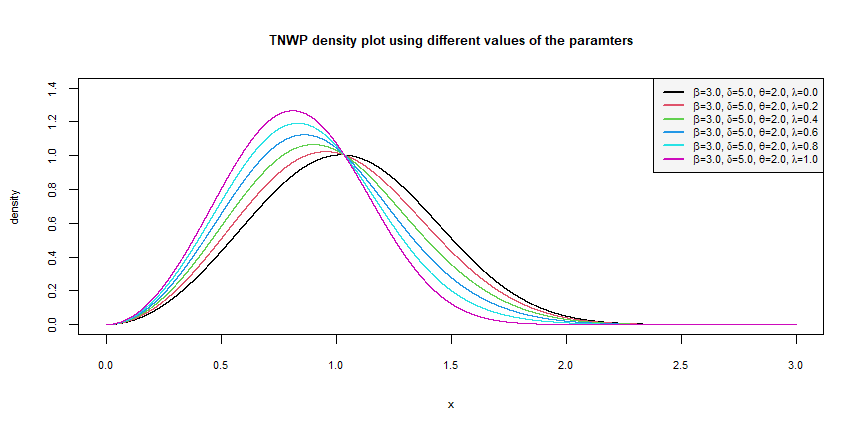 TNWP density plot using different values of the paramters
β=3.0, δ=5.0, θ=2.0, λ=0.0
β=3.0, δ=5.0, θ=2.0, λ=0.2
β=3.0, δ=5.0, θ=2.0, λ=0.4
β=3.0, δ=5.0, θ=2.0, λ=0.6
β=3.0, δ=5.0, θ=2.0, λ=0.8
β=3.0, δ=5.0, θ=2.0, λ=1.0
density
1.4
1.2
1.0
0.8
0.6
0.4
0.2
0.0
0.0 0.5 1.0 1.5 2.0 2.5 3.0
x